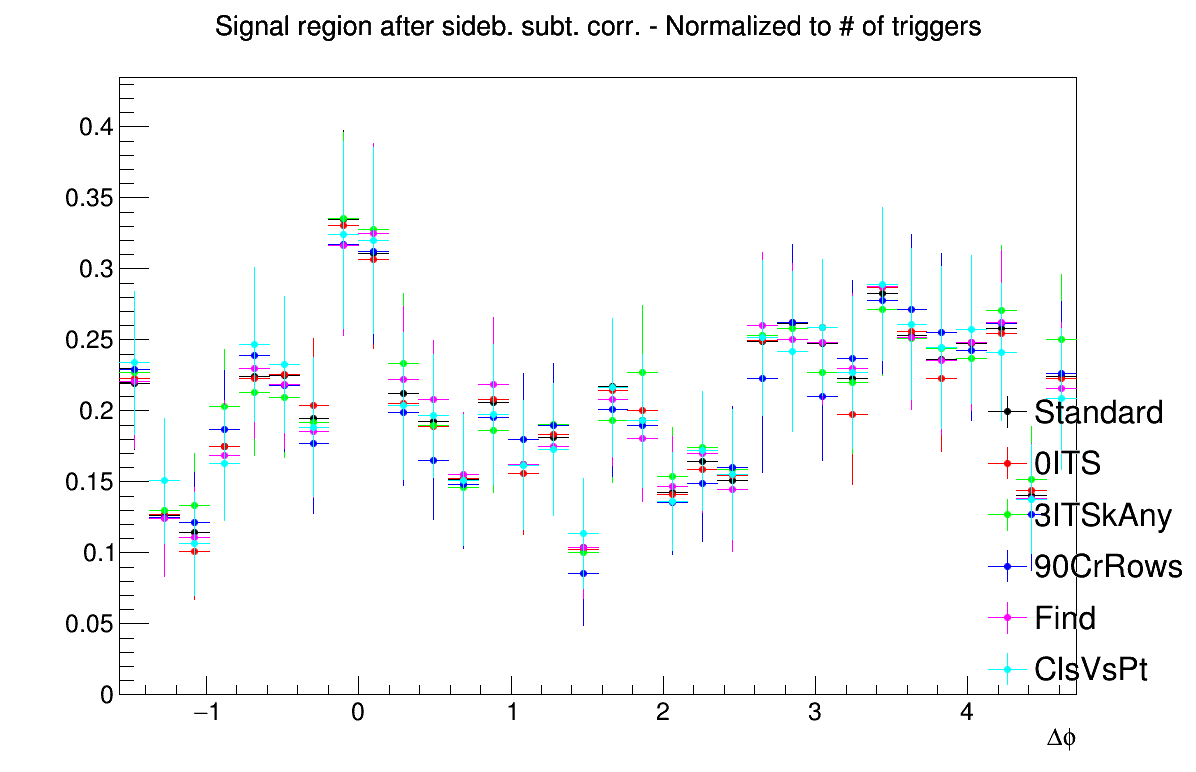 Signal region after sideb. subt. corr. - Normalized to # of triggers
0.4
0.35
0.3
0.25
0.2
0.15
0.1
0.05
0
Standard
0ITS
3ITSkAny
90CrRows
Find
ClsVsPt
−1 0 1 2 3 4
Δϕ